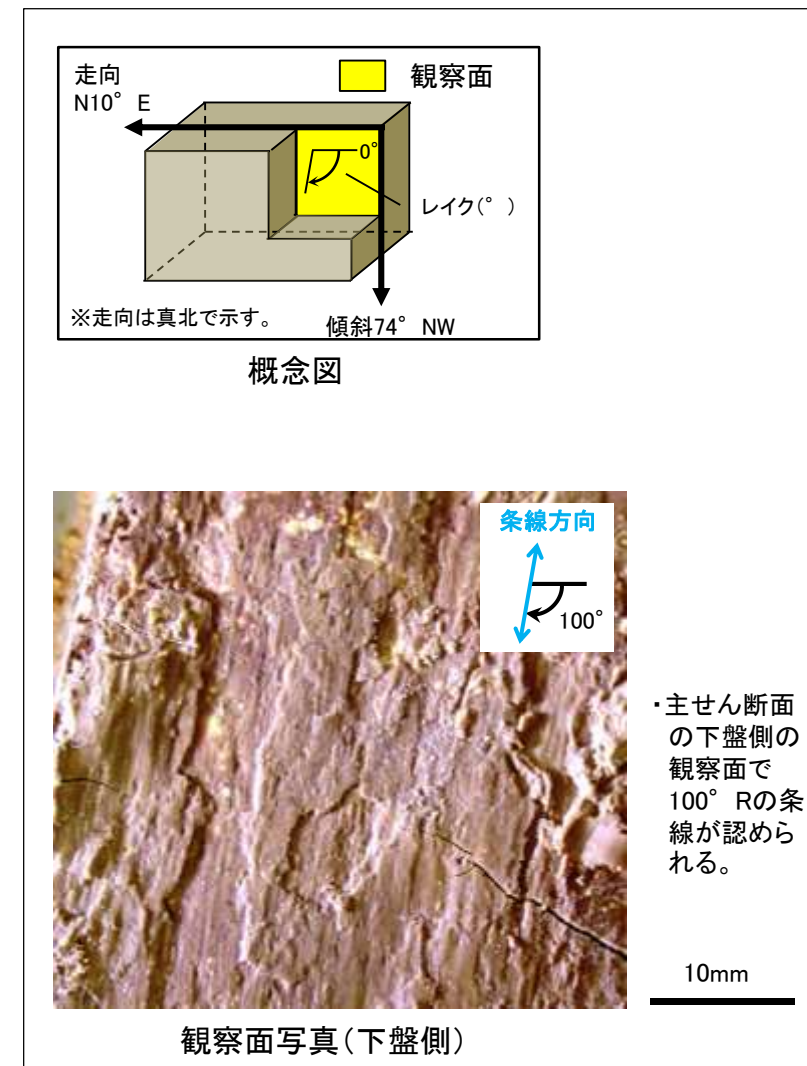 走向
N10° E
観察面
0°
レイク(°)
※走向は真北で示す。
傾斜74° NW
概念図
条線方向
100°
・主せん断面
の下盤側の
観察面で
100° Rの条
線が認めら
れる。
10mm
観察面写真(下盤側)